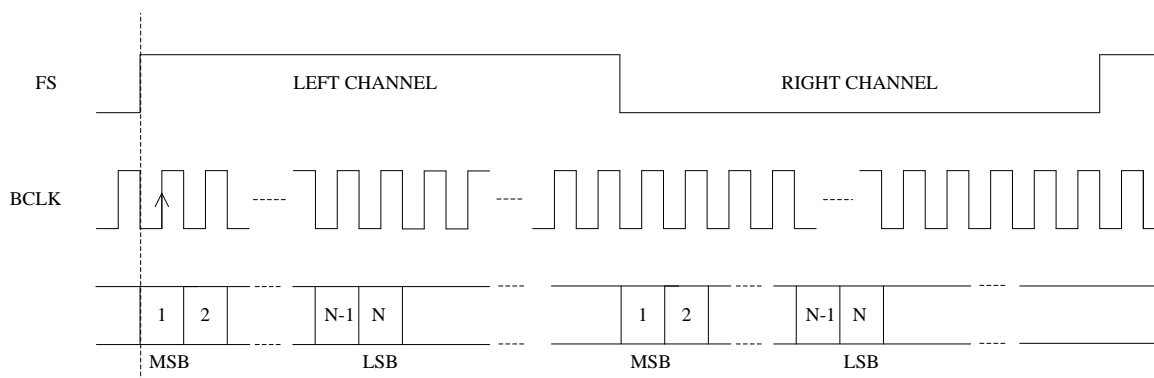 FS
LEFT CHANNEL
RIGHT CHANNEL
BCLK
1 2 N-1 N 1 2 N-1 N
MSB LSB MSB LSB